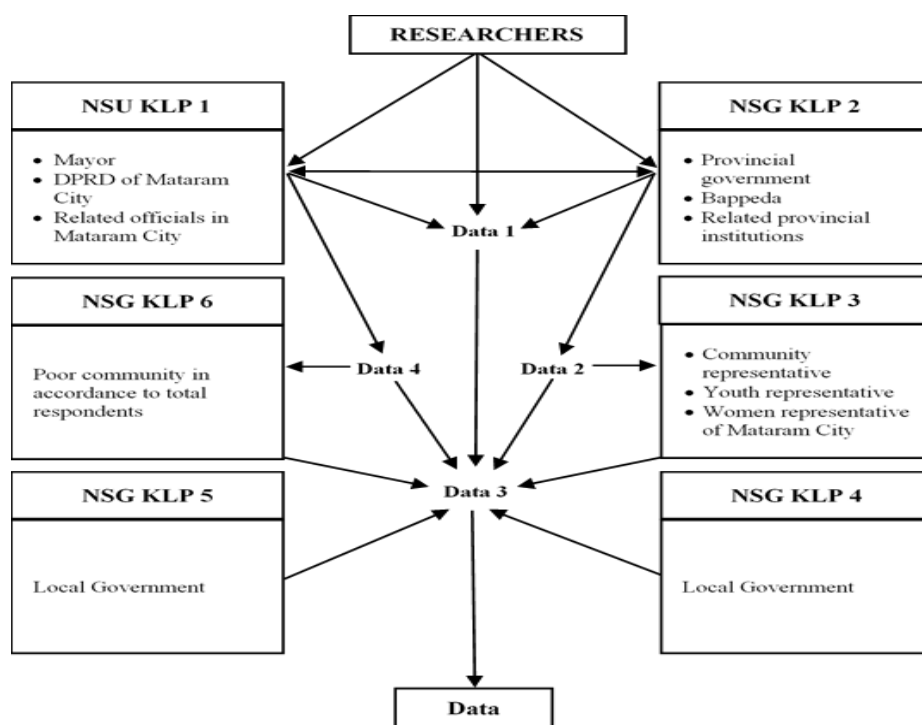 RESEARCHERS
NSU KLP 1
• Mayor
• DPRD of Mataram
City
• Related officials in
Mataram City
NSG KLP 2
• Provincial
government
• Bappeda
• Related provincial
institutions
Data 1
NSG KLP 6
Poor community in
accordance to total
respondents
Data 4
Data 2
NSG KLP 3
• Community
representative
• Youth representative
• Women representative
of Mataram City
NSG KLP 5
Local Government
Data 3
NSG KLP 4
Local Government
Data